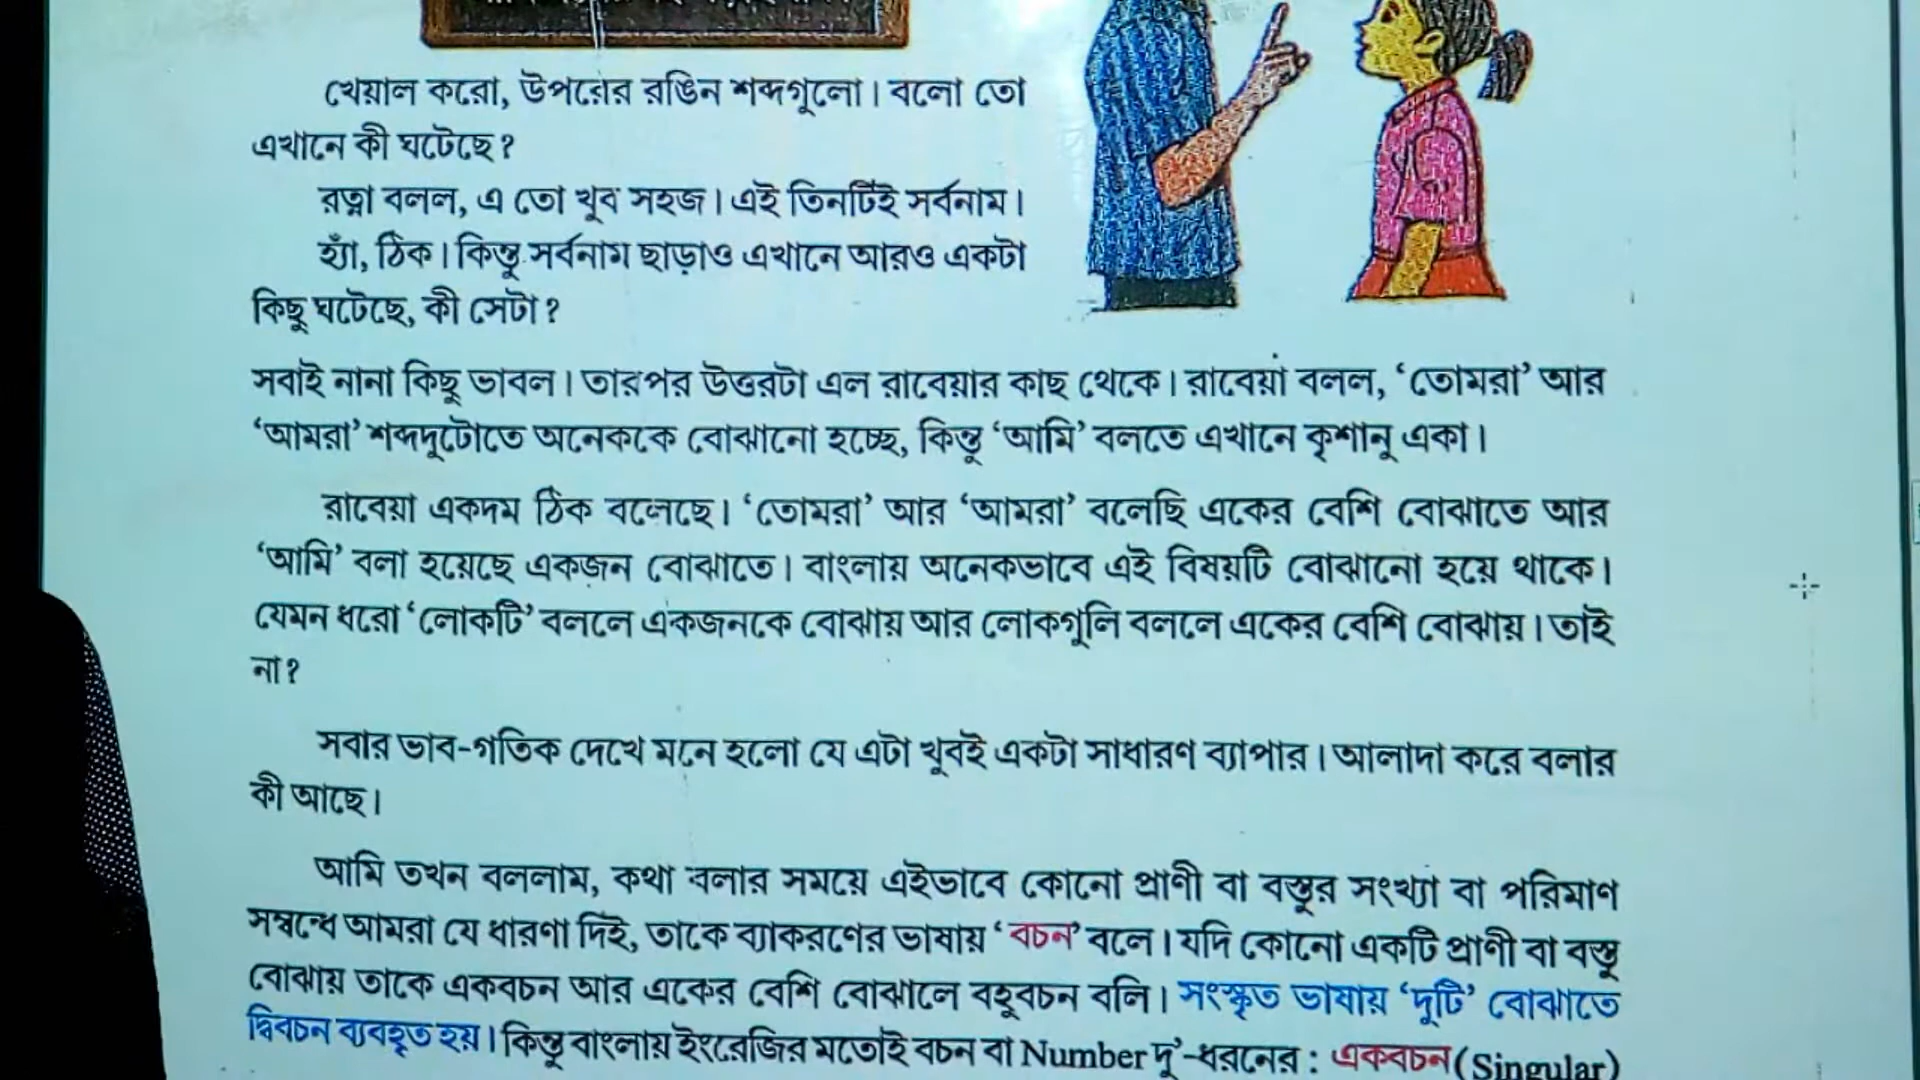 খেয়াল করো, উপরের রঙিন শব্দগুলো। বলো তো
এখানে কী ঘটেছে?
রত্না বলল, এ তো খুব সহজ। এই তিনটিই সর্বনাম।
হ্যাঁ, ঠিক। কিন্তু সর্বনাম ছাড়াও এখানে আরও একটা
কিছু ঘটেছে, কী সেটা?
সবাই নানা কিছু ভাবল। তারপর উত্তরটা এল রাবেয়ার কাছ থেকে। রাবেয়া বলল, ‘তোমরা’ আর
‘আমরা’ শব্দদুটোতে অনেককে বোঝানো হচ্ছে, কিন্তু ‘আমি’ বলতে এখানে কৃশানু একা।
রাবেয়া একদম ঠিক বলেছে। ‘তোমরা’ আর ‘আমরা’ বলেছি একের বেশি বোঝাতে আর
‘আমি’ বলা হয়েছে একজন বোঝাতে। বাংলায় অনেকভাবে এই বিষয়টি বোঝানো হয়ে থাকে।
যেমন ধরো ‘লোকটি’ বললে একজনকে বোঝায় আর লোকগুলি বললে একের বেশি বোঝায়। তাই
না?
সবার ভাব-গতিক দেখে মনে হলো যে এটা খুবই একটা সাধারণ ব্যাপার। আলাদা করে বলার
কী আছে।
আমি তখন বললাম, কথা বলার সময়ে এইভাবে কোনো প্রাণী বা বস্তুর সংখ্যা বা পরিমাণ
সম্বন্ধে আমরা যে ধারণা দিই, তাকে ব্যাকরণের ভাষায় ‘বচন’ বলে। যদি কোনো একটি প্রাণী বা বস্তু
বোঝায় তাকে একবচন আর একের বেশি বোঝালে বহুবচন বলি। সংস্কৃত ভাষায় ‘দুটি’ বোঝাতে
দ্বিবচন ব্যবহৃত হয়। কিন্তু বাংলায় ইংরেজির মতোই বচন বা Number দু’-ধরনের : একবচন (Singular)